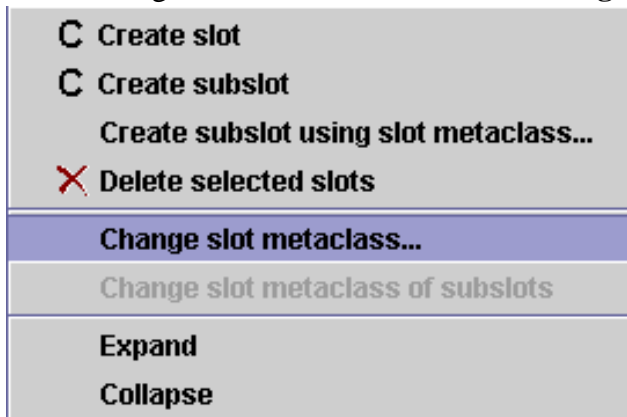 C Create slot
C Create subslot
Create subslot using slot metaclass...
Delete selected slots
Change slot metaclass...
Change slot metaclass of subslots
Expand
Collapse